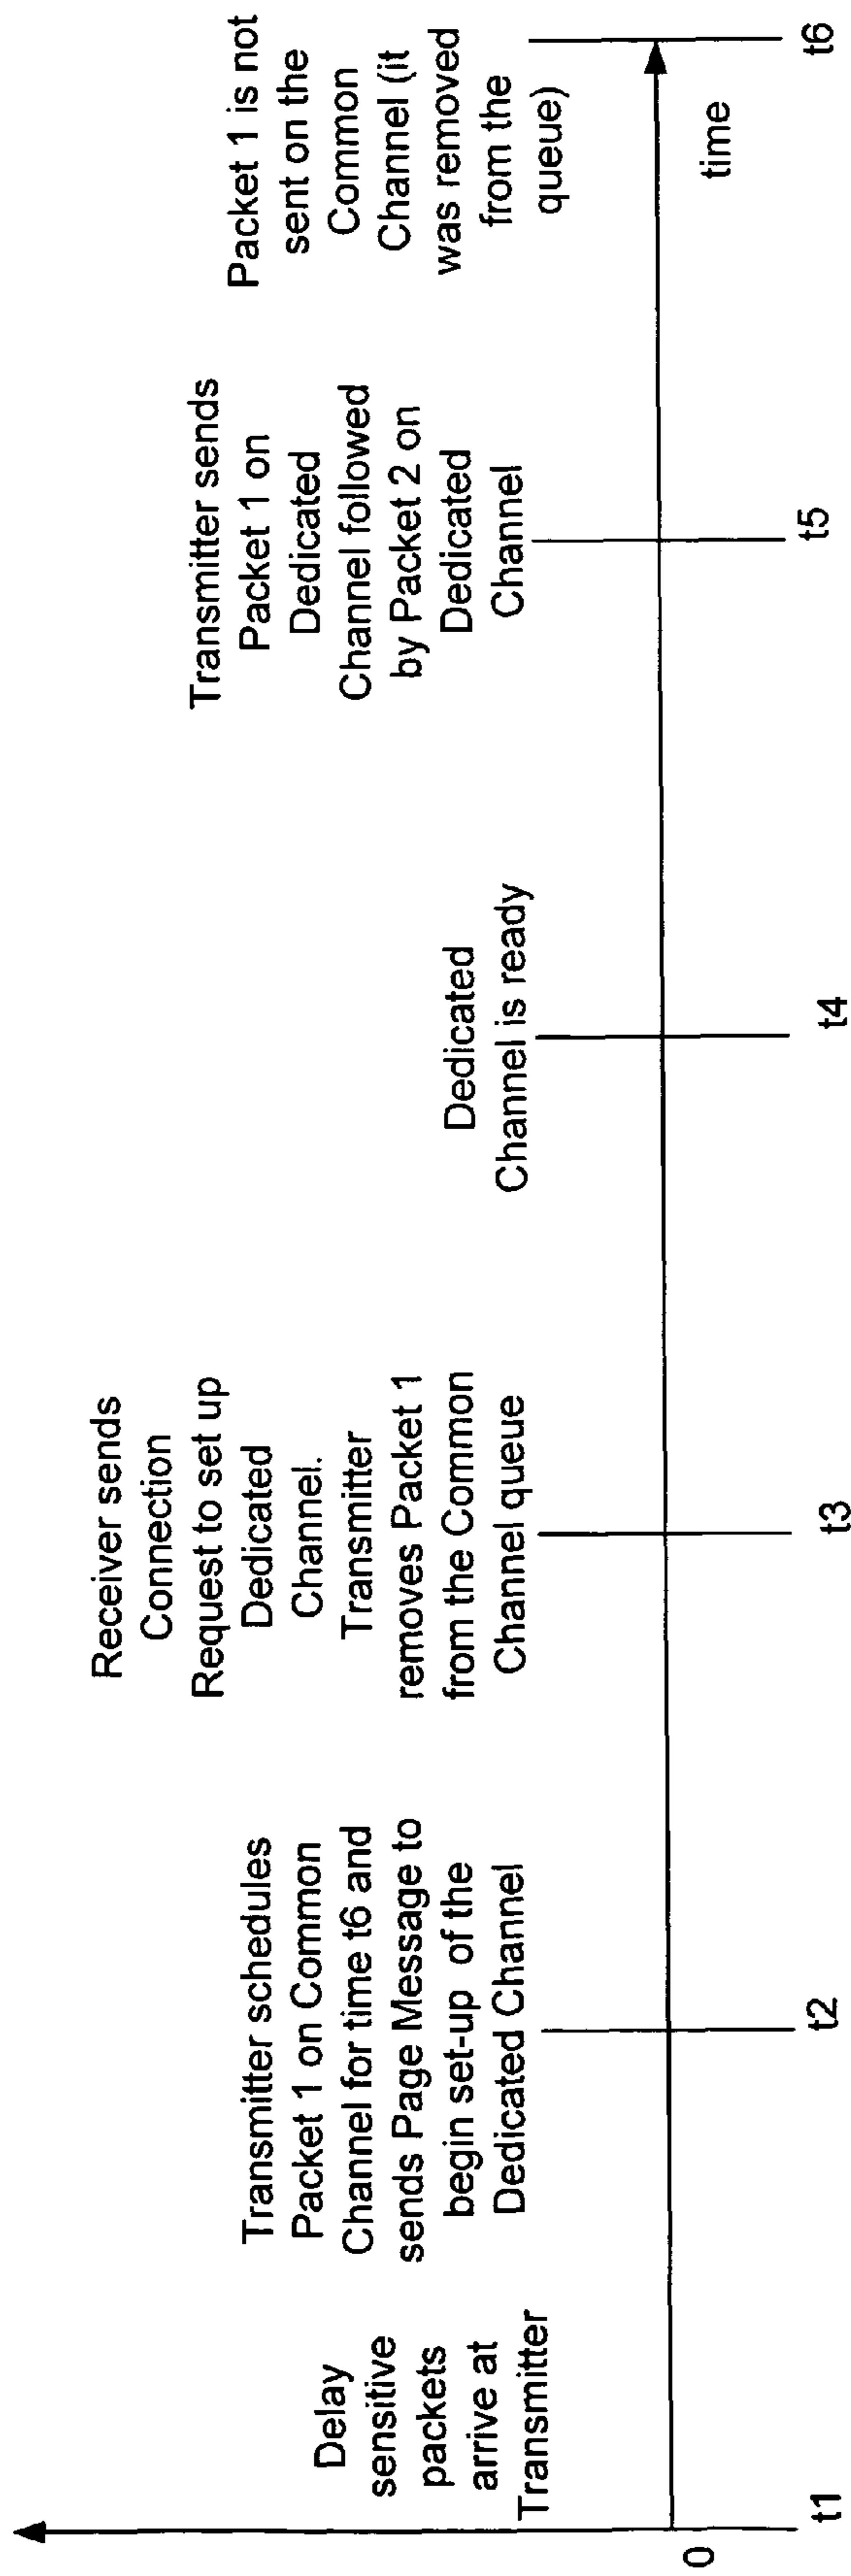 Delay
sensitive
packets
arrive at
Transmitter
Transmitter schedules
Packet 1 on Common
Channel for time t6 and
sends Page Message to
begin set-up of the
Dedicated Channel
Receiver sends
Connection
Request to set up
Dedicated
Channel.
Transmitter
removes Packet 1
from the Common
Channel queue
Dedicated
Channel is ready
Transmitter sends
Packet 1 on
Dedicated
Channel followed
by Packet 2 on
Dedicated
Channel
Packet 1 is not
sent on the
Common
Channel (it
was removed
from the
queue)
0
time
t1
t2
t3
t4
t5
t6